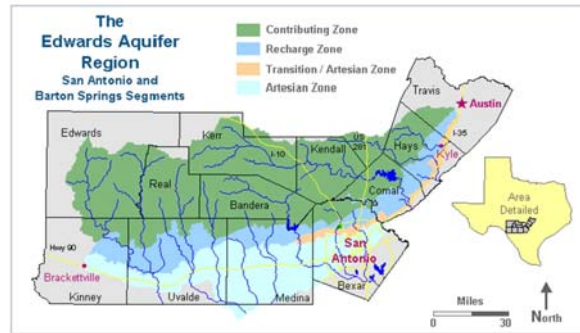 The
Edwards Aquifer
Region
San Antonio and
Barton Springs Segments
Contributing Zone
Recharge Zone
Transition / Artesian Zone
Artesian Zone
Travis
Austin
Edwards
Kerr
I-10
Kendall
US
281
Hays
I-35
Kyle
Real
Bandera
Comal
Area
Detailed
Hwy 90
San
Antonio
Brackettville
Bexar
Kinney
Uvalde
Medina
Miles
0
30
North